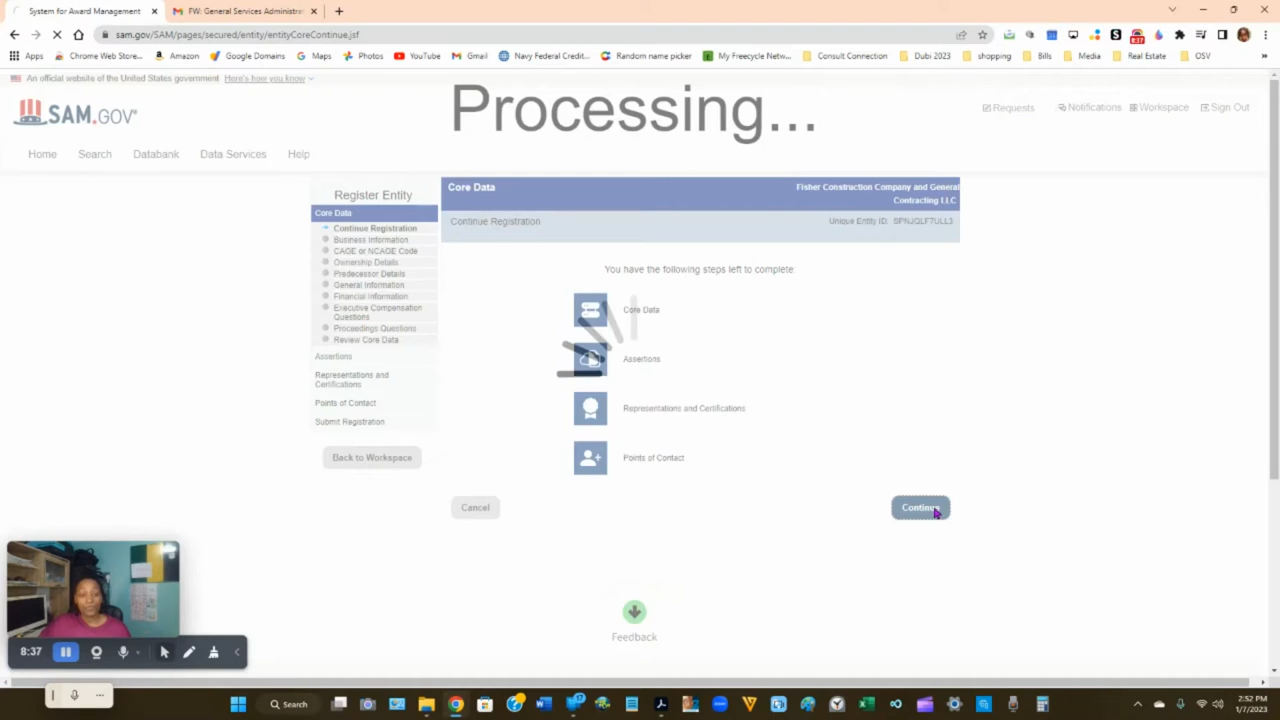 System for Award Management
FW: General Services Administrat
sam.gov/SAM/pages/secured/entity/entityCoreContinue.jsf
Apps
Chrome Web Store...
Amazon
Google Domains
Maps
Photos
YouTube
Gmail
Navy Federal Credit...
Random name picker
My Freecycle Netw...
Consult Connection
Dubi 2023
shopping
Bills
Media
Real Estate
OSV
»
An official website of the United States government Here's how you know
Processing...
SAM.GOV®
Requests
Notifications
Workspace
Sign Out
Home
Search
Databank
Data Services
Help
Register Entity
Core Data
Continue Registration
Business Information
CAGE or NCAGE Code
Ownership Details
Predecessor Details
General Information
Financial Information
Executive Compensation
Questions
Proceedings Questions
Review Core Data
Assertions
Representations and
Certifications
Points of Contact
Submit Registration
Back to Workspace
Core Data
Fisher Construction Company and General
Contracting LLC
Continue Registration
Unique Entity ID:
You have the following steps left to complete:
Core Data
Assertions
Representations and Certifications
Points of Contact
Cancel
Continue
Feedback
8:37
Search
2:52 PM
1/7/2023